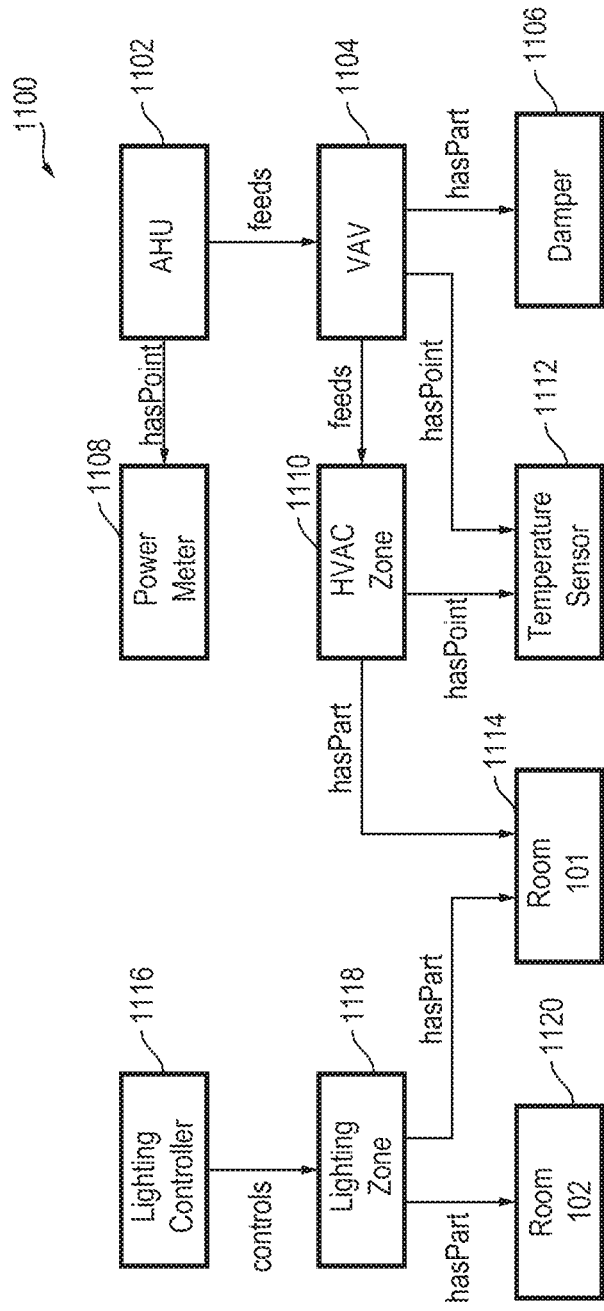 1100
1116
Lighting
Controller
1108
Power
Meter
hasPoint
AHU
1102
controls
feeds
1118
Lighting
Zone
1110
HVAC
Zone
feeds
VAV
1104
hasPart
hasPart
hasPart
hasPoint
hasPoint
hasPart
1120
Room
102
1114
Room
101
1112
Temperature
Sensor
1106
Damper